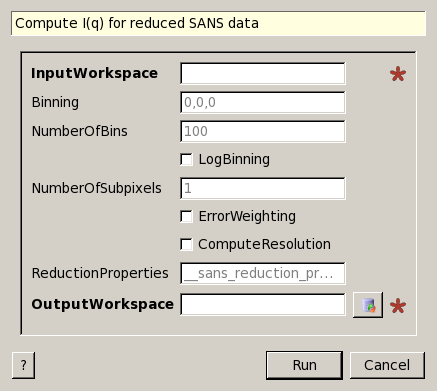 Compute I(q) for reduced SANS data
InputWorkspace
Binning 0,0,0
NumberOfBins 100
LogBinning
NumberOfSubpixels 1
ErrorWeighting
ComputeResolution
ReductionProperties __sans_reduction_pr...
OutputWorkspace
? Run Cancel